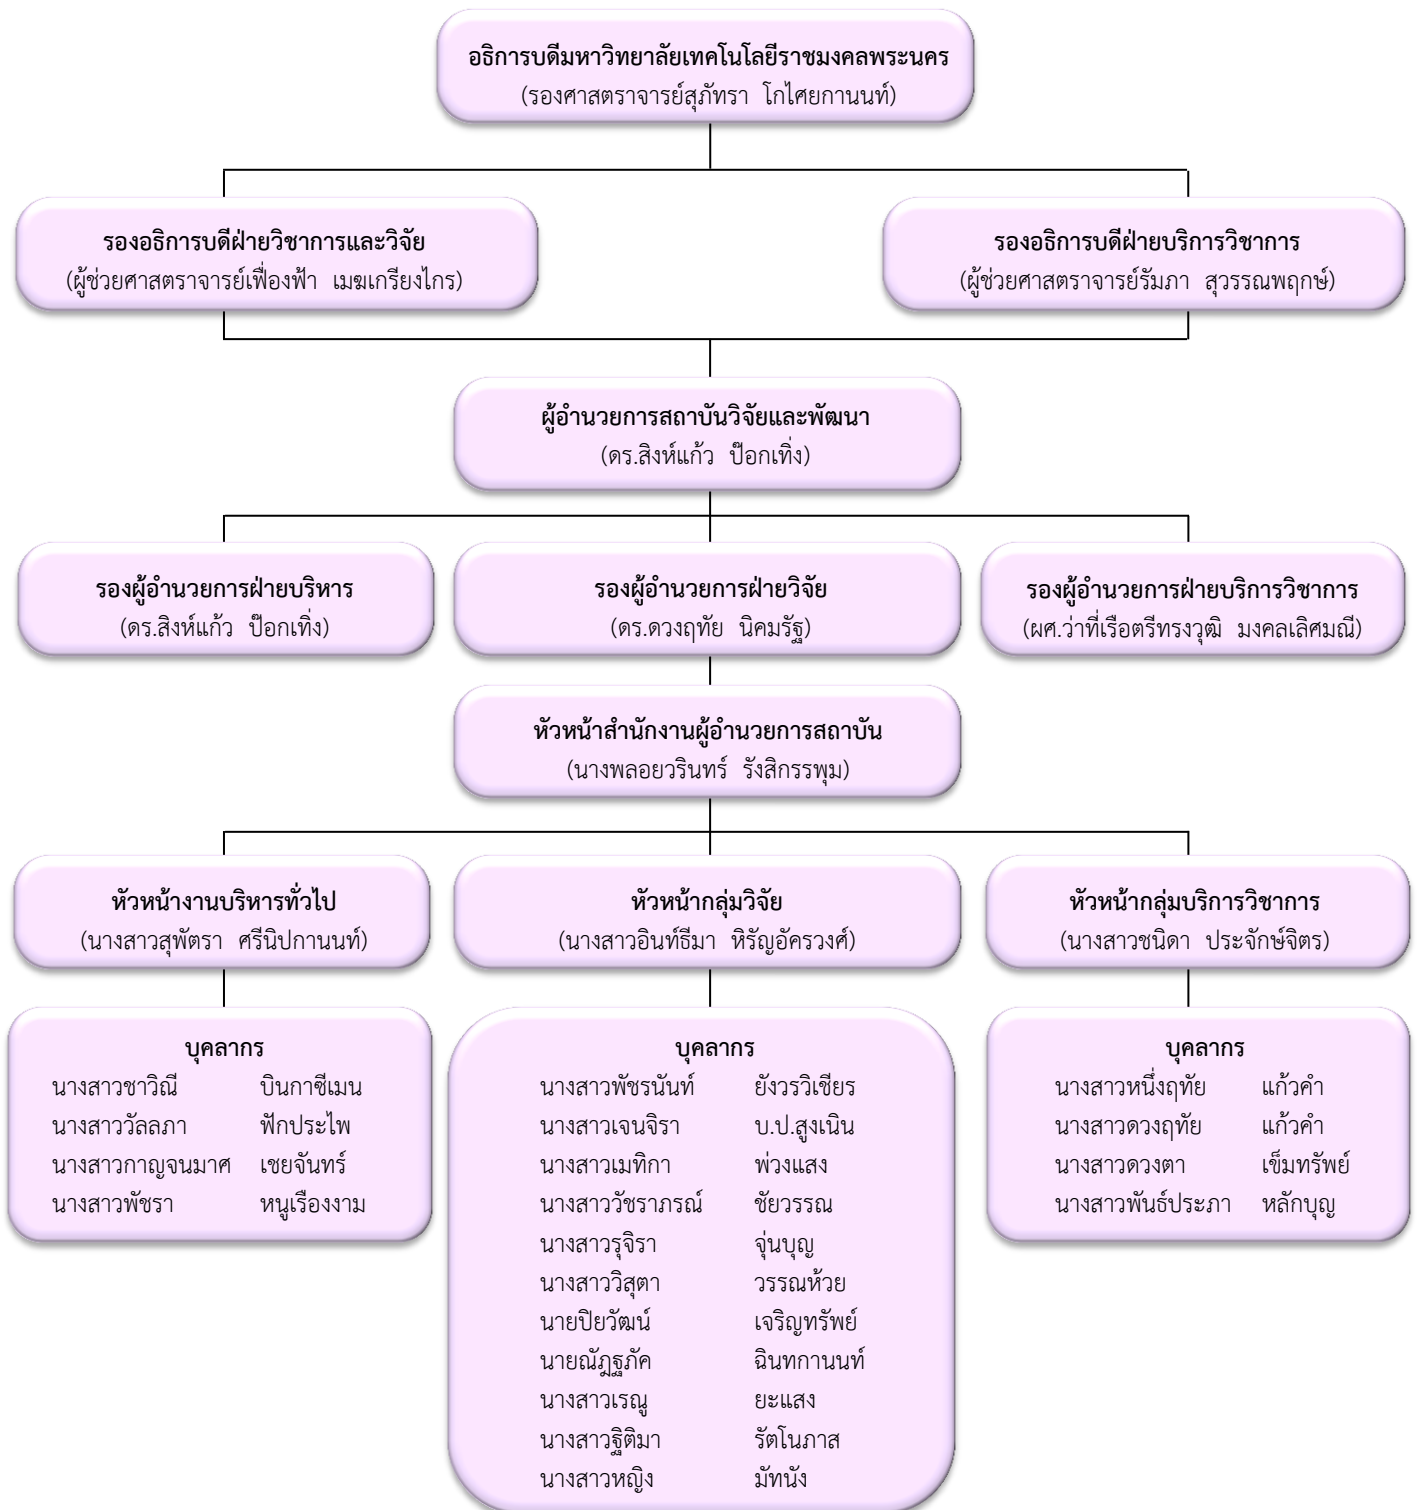 อธิการบดีมหาวิทยาลัยเทคโนโลยีราชมงคลพระนคร
(รองศาสตราจารย์สุภัทรา โกไศยกานนท์)
รองอธิการบดีฝ่ายวิชาการและวิจัย
(ผู้ช่วยศาสตราจารย์เฟื่องฟ้า เมฆเกรียงไกร)
รองอธิการบดีฝ่ายบริการวิชาการ
(ผู้ช่วยศาสตราจารย์รัมภา สุวรรณพฤกษ์)
ผู้อำนวยการสถาบันวิจัยและพัฒนา
(ดร.สิงห์แก้ว ป๊อกเทิ่ง)
รองผู้อำนวยการฝ่ายบริหาร
(ดร.สิงห์แก้ว ป๊อกเทิ่ง)
รองผู้อำนวยการฝ่ายวิจัย
(ดร.ดวงฤทัย นิคมรัฐ)
รองผู้อำนวยการฝ่ายบริการวิชาการ
(ผศ.ว่าที่เรือตรีทรงวุฒิ มงคลเลิศมณี)
หัวหน้าสำนักงานผู้อำนวยการสถาบัน
(นางพลอยวรินทร์ รังสิกรรพุม)
หัวหน้างานบริหารทั่วไป
(นางสาวสุพัตรา ศรีนิปกานนท์)
หัวหน้ากลุ่มวิจัย
(นางสาวอินท์ธีมา หิรัญอัครวงศ์)
หัวหน้ากลุ่มบริการวิชาการ
(นางสาวชนิดา ประจักษ์จิตร)
บุคลากร
นางสาวชาวิณี บินกาซีเมน
นางสาววัลลภา ฟักประไพ
นางสาวกาญจนมาศ เชยจันทร์
นางสาวพัชรา หนูเรืองงาม
บุคลากร
นางสาวพัชรนันท์ ยังวรวิเชียร
นางสาวเจนจิรา บ.ป.สูงเนิน
นางสาวเมทิกา พ่วงแสง
นางสาววัชราภรณ์ ชัยวรรณ
นางสาวรุจิรา จุ่นบุญ
นางสาววิสุตา วรรณห้วย
นายปิยวัฒน์ เจริญทรัพย์
นายณัฏฐภัค ฉินทกานนท์
นางสาวเรณู ยะแสง
นางสาวฐิติมา รัตโนภาส
นางสาวหญิง มัทนัง
บุคลากร
นางสาวหนึ่งฤทัย แก้วคำ
นางสาวดวงฤทัย แก้วคำ
นางสาวดวงตา เข็มทรัพย์
นางสาวพันธ์ประภา หลักบุญ